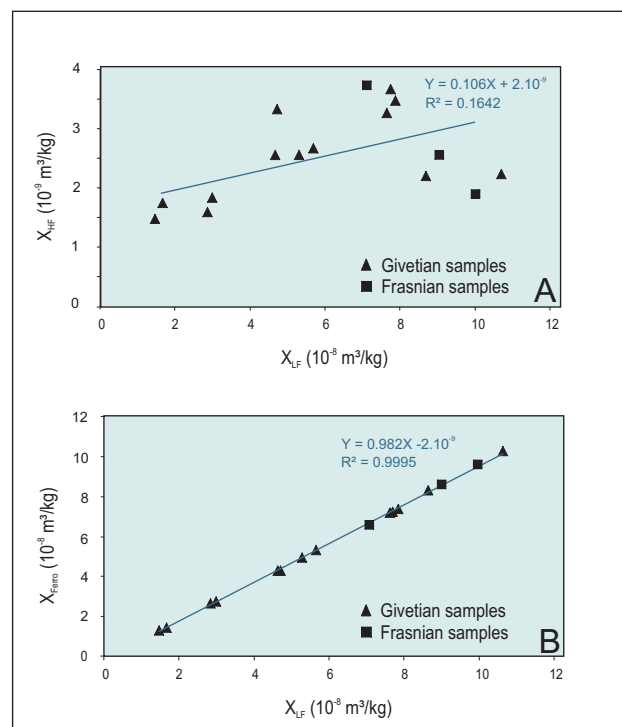 4
3
2
1
0
X_HF (10⁻⁹ m³/kg)
Y = 0.106X + 2.10⁻⁹
R² = 0.1642
Givetian samples
Frasnian samples
A
0
2
4
6
8
10
12
X_LF (10⁻⁸ m³/kg)
12
10
8
6
4
2
0
X_Ferro (10⁻⁸ m³/kg)
Y = 0.982X -2.10⁻⁹
R² = 0.9995
Givetian samples
Frasnian samples
B
0
2
4
6
8
10
12
X_LF (10⁻⁸ m³/kg)